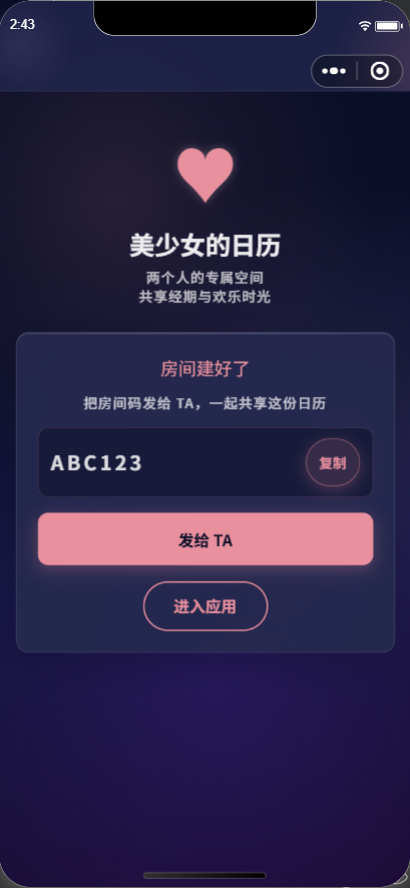 2:43
美少女的日历
两个人的专属空间
共享经期与欢乐时光
房间建好了
把房间码发给 TA，一起共享这份日历
ABC123
复制
发给 TA
进入应用